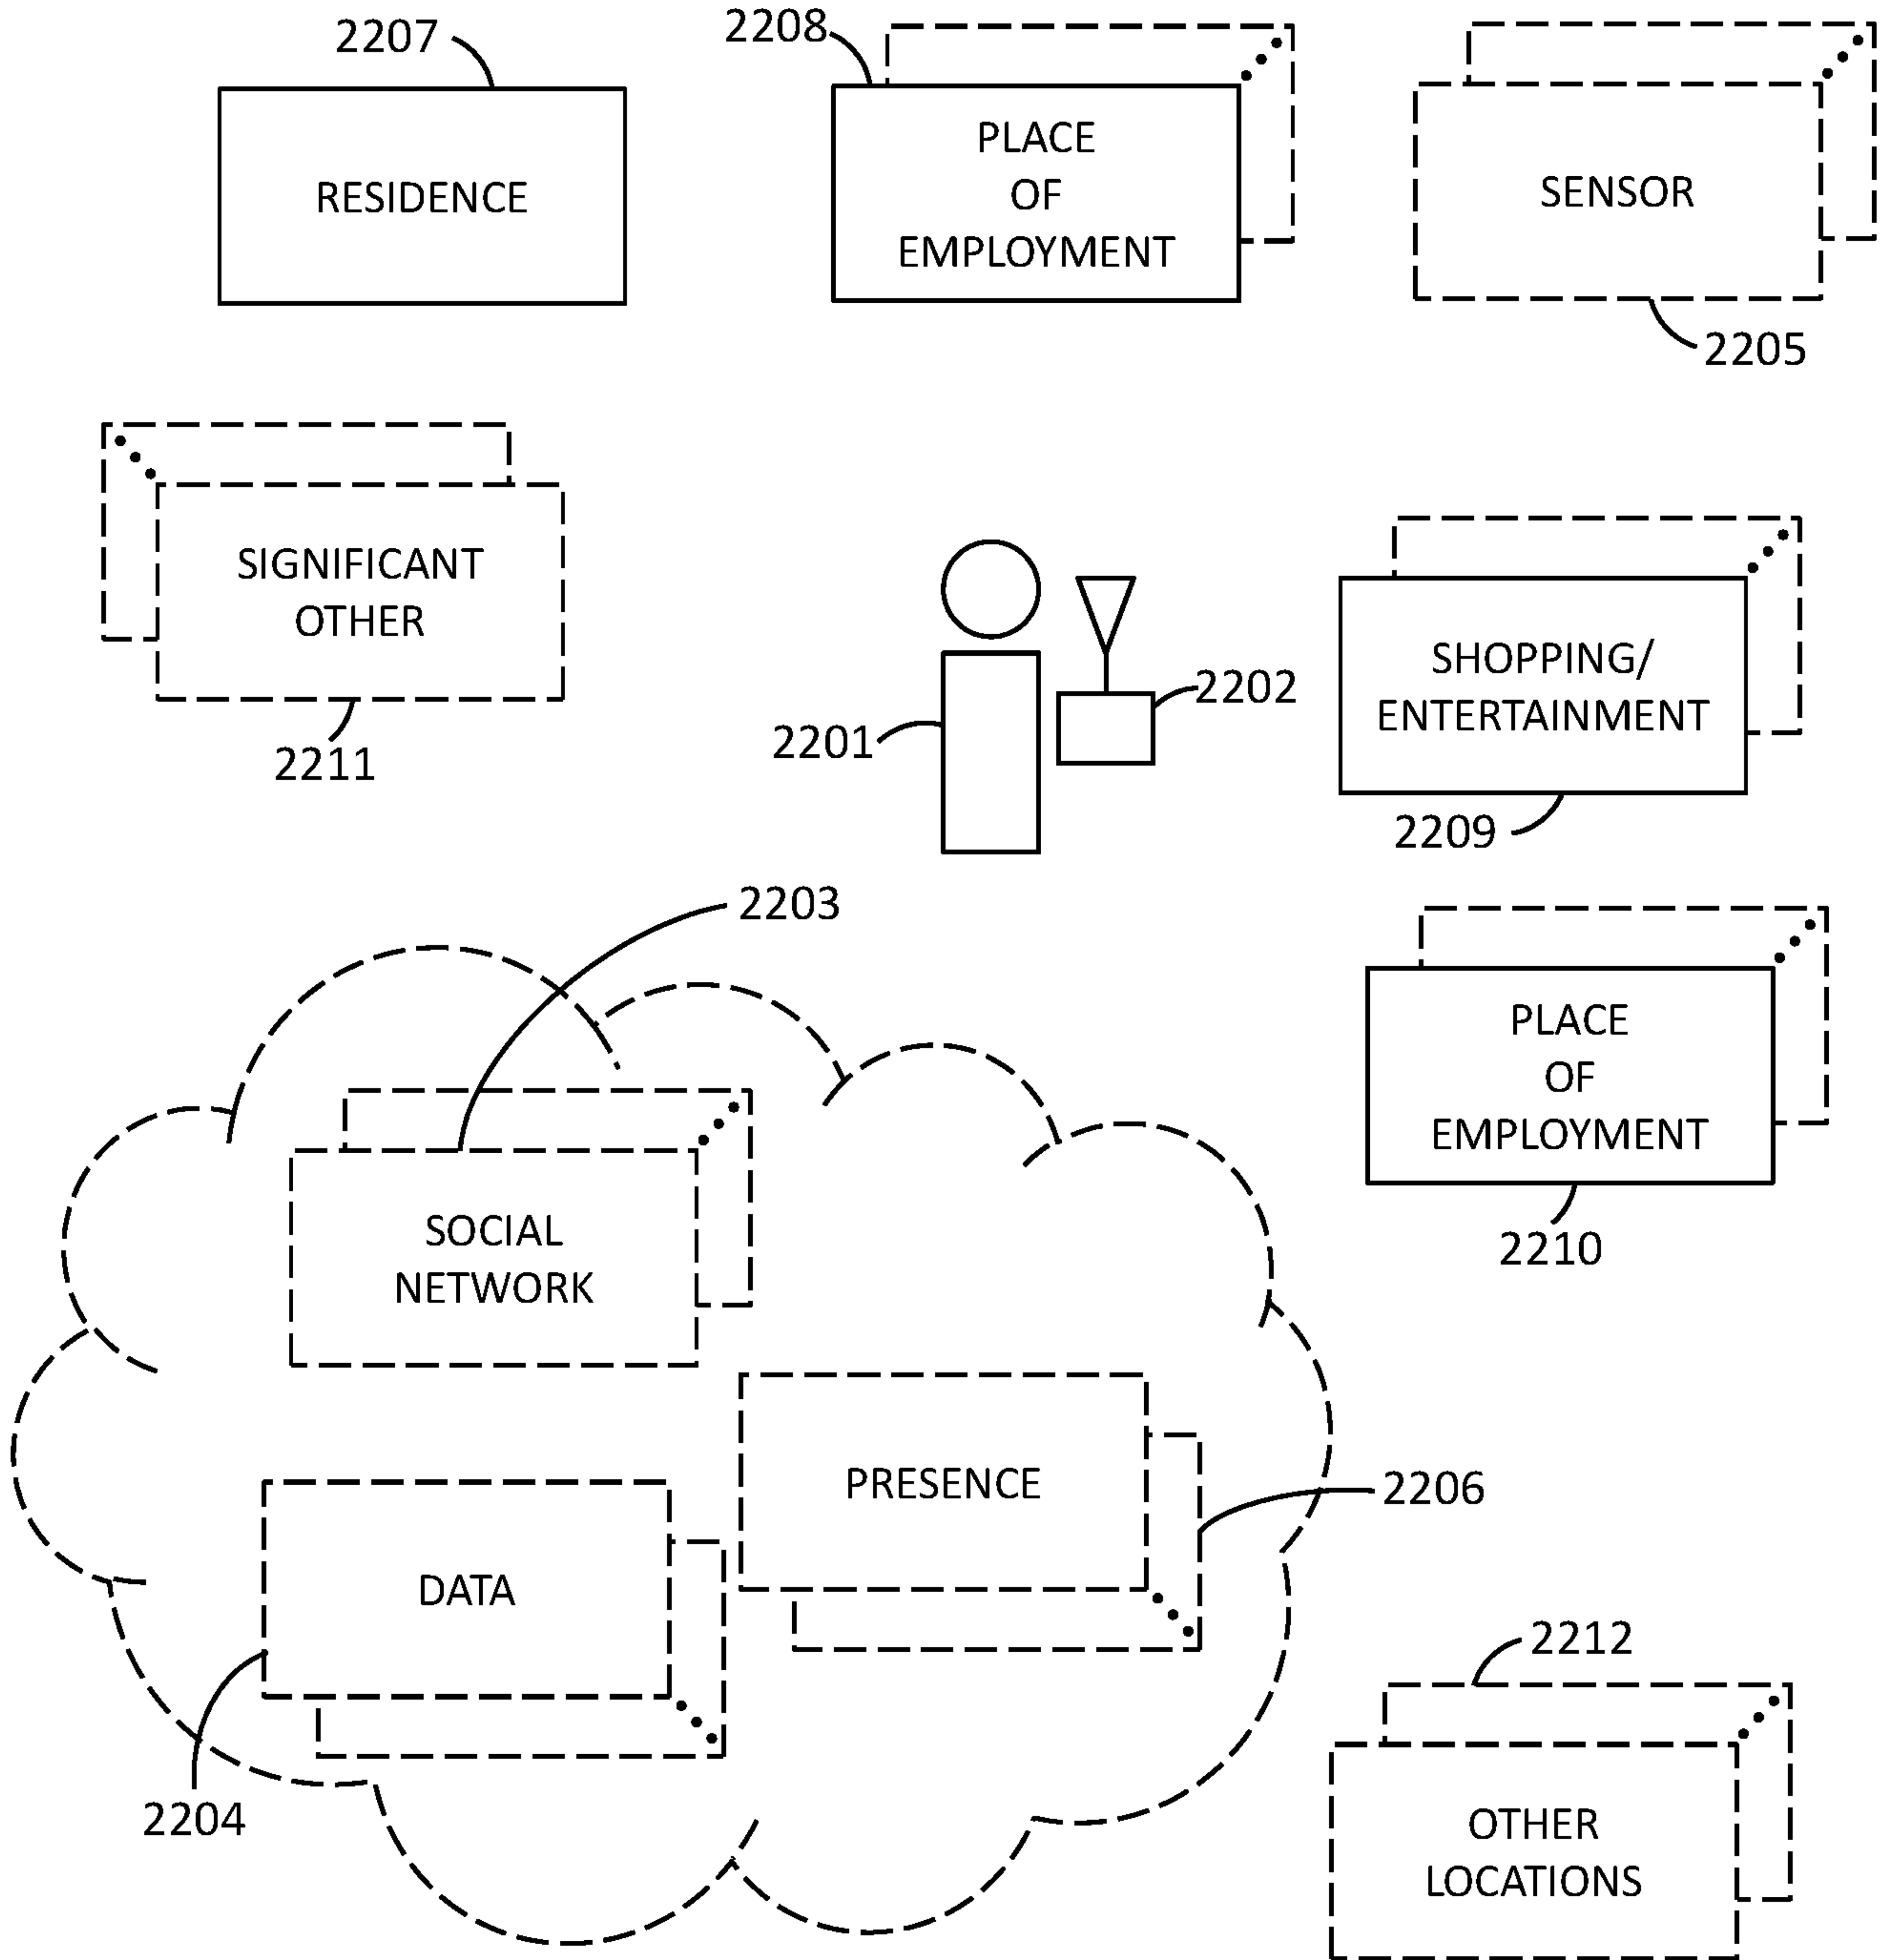 2207
2208
RESIDENCE
PLACE
OF
EMPLOYMENT
SENSOR
2205
SIGNIFICANT
OTHER
2211
2201
2202
SHOPPING/
ENTERTAINMENT
2209
2203
PLACE
OF
EMPLOYMENT
2210
SOCIAL
NETWORK
PRESENCE
2206
DATA
2204
2212
OTHER
LOCATIONS